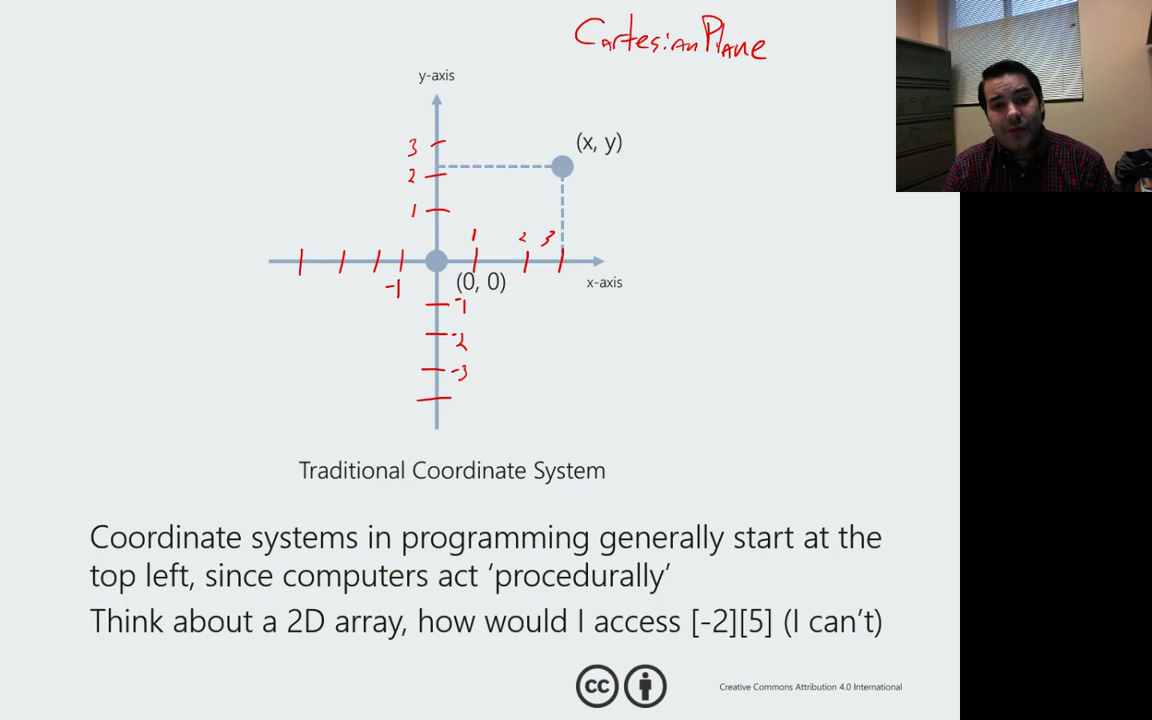 Cartesian Plane
y-axis
(x, y)
3
2
1
1 2 3
(0, 0)
x-axis
-1
-1
-2
-3
Traditional Coordinate System
Coordinate systems in programming generally start at the
top left, since computers act ‘procedurally’
Think about a 2D array, how would I access [-2][5] (I can’t)
cc
Creative Commons Attribution 4.0 International